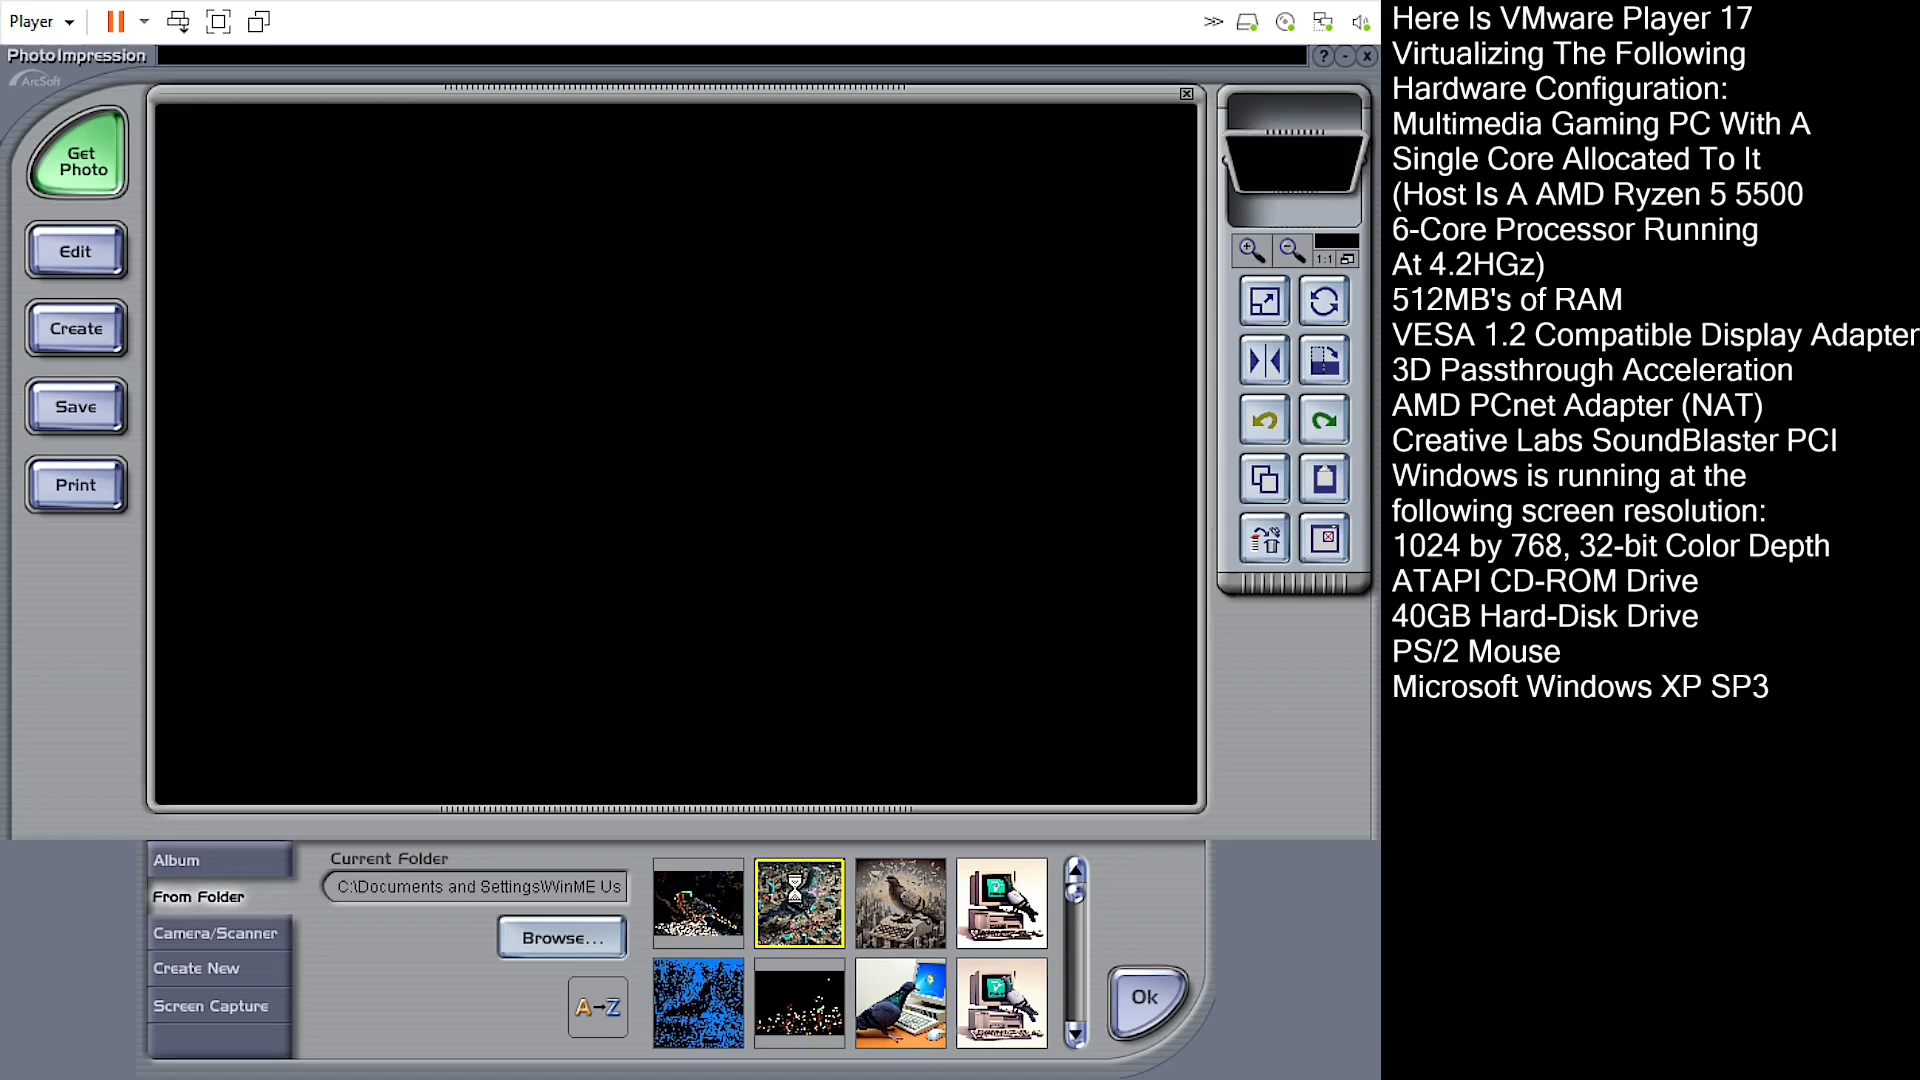 Player
PhotoImpression
ArcSoft
Get
Photo
Edit
Create
Save
Print
1:1
Album
From Folder
Camera/Scanner
Create New
Screen Capture
Current Folder
C:\Documents and Settings\WinME Us
Browse...
A→Z
Ok
Here Is VMware Player 17
Virtualizing The Following
Hardware Configuration:
Multimedia Gaming PC With A
Single Core Allocated To It
(Host Is A AMD Ryzen 5 5500
6-Core Processor Running
At 4.2HGz)
512MB's of RAM
VESA 1.2 Compatible Display Adapter
3D Passthrough Acceleration
AMD PCnet Adapter (NAT)
Creative Labs SoundBlaster PCI
Windows is running at the
following screen resolution:
1024 by 768, 32-bit Color Depth
ATAPI CD-ROM Drive
40GB Hard-Disk Drive
PS/2 Mouse
Microsoft Windows XP SP3